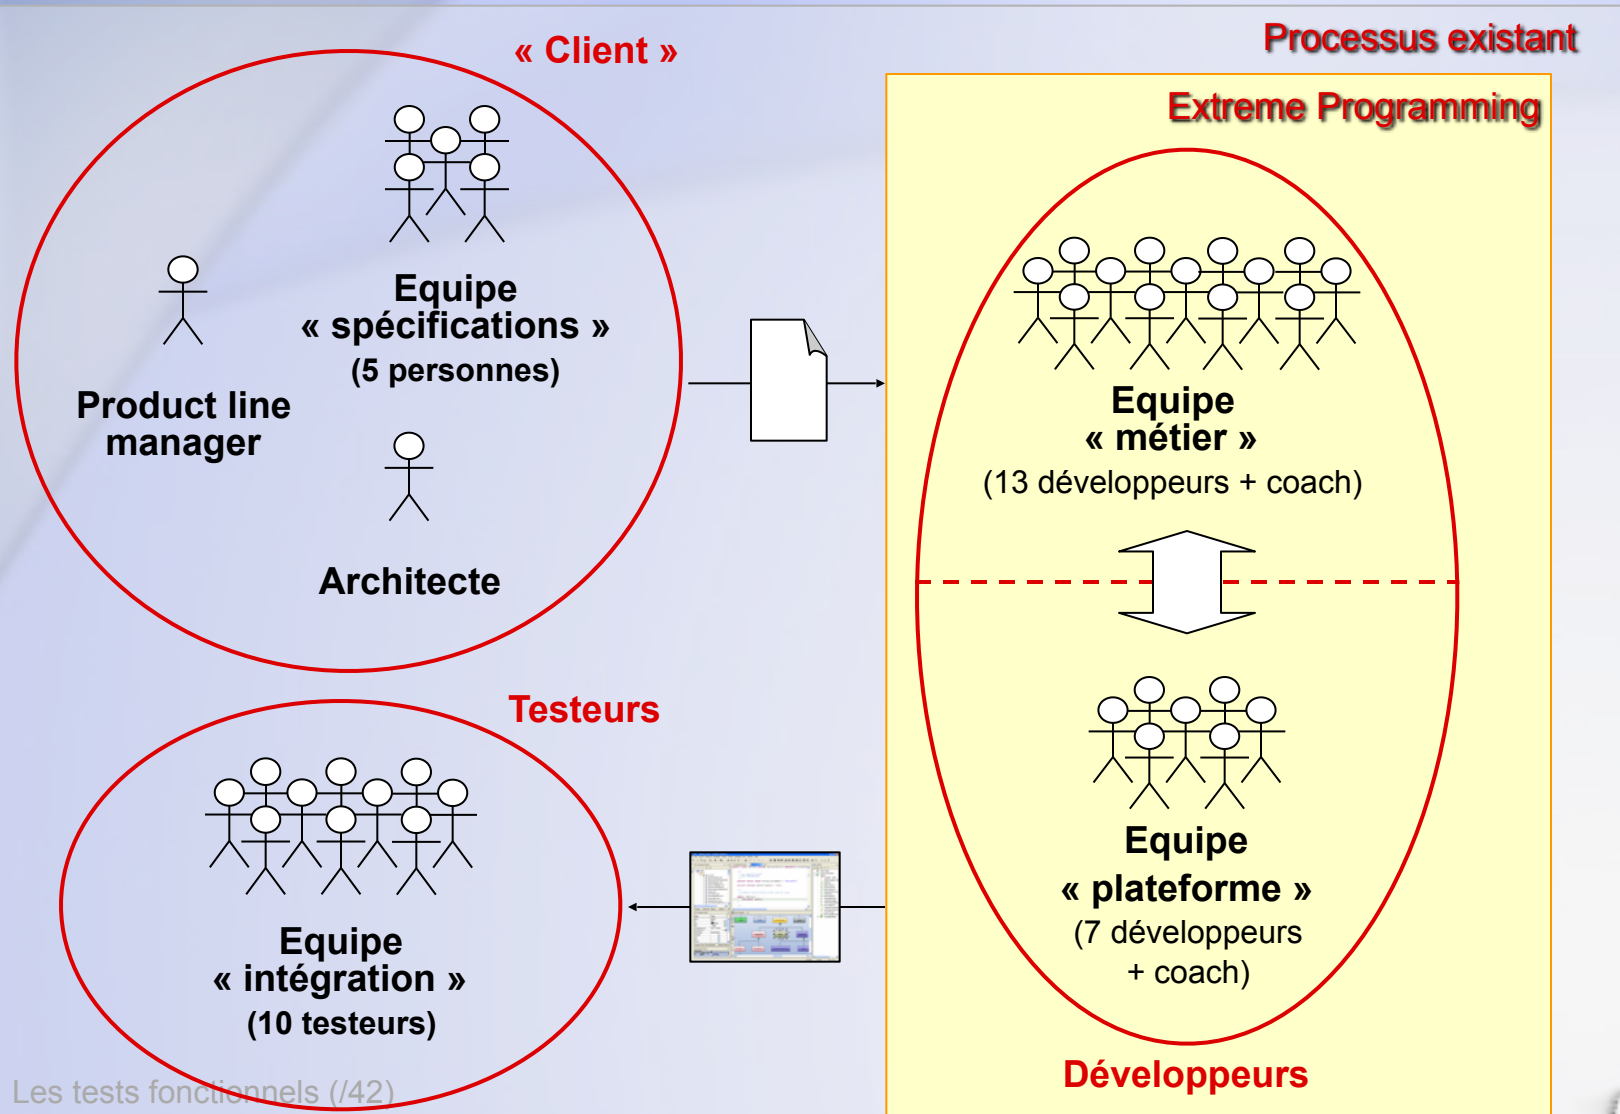 Processus existant
« Client »
Extreme Programming
Equipe
« spécifications »
(5 personnes)
Product line
manager
Architecte
Equipe
« métier »
(13 développeurs + coach)
Testeurs
Equipe
« plateforme »
(7 développeurs
+ coach)
Equipe
« intégration »
(10 testeurs)
Développeurs
Les tests fonctionnels (/42)